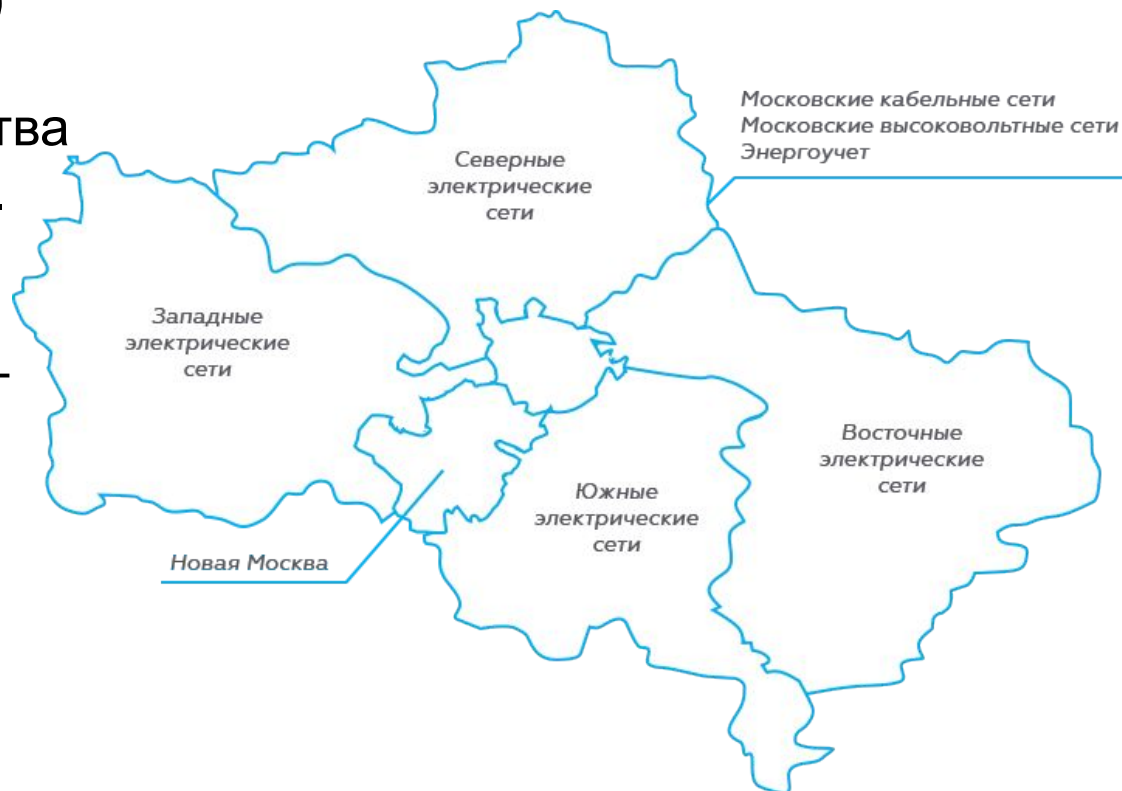 тва
Московские кабельные сети
Московские высоковольтные сети
Энергоучет
Северные
электрические
сети
Западные
электрические
сети
Восточные
электрические
сети
Южные
электрические
сети
Новая Москва